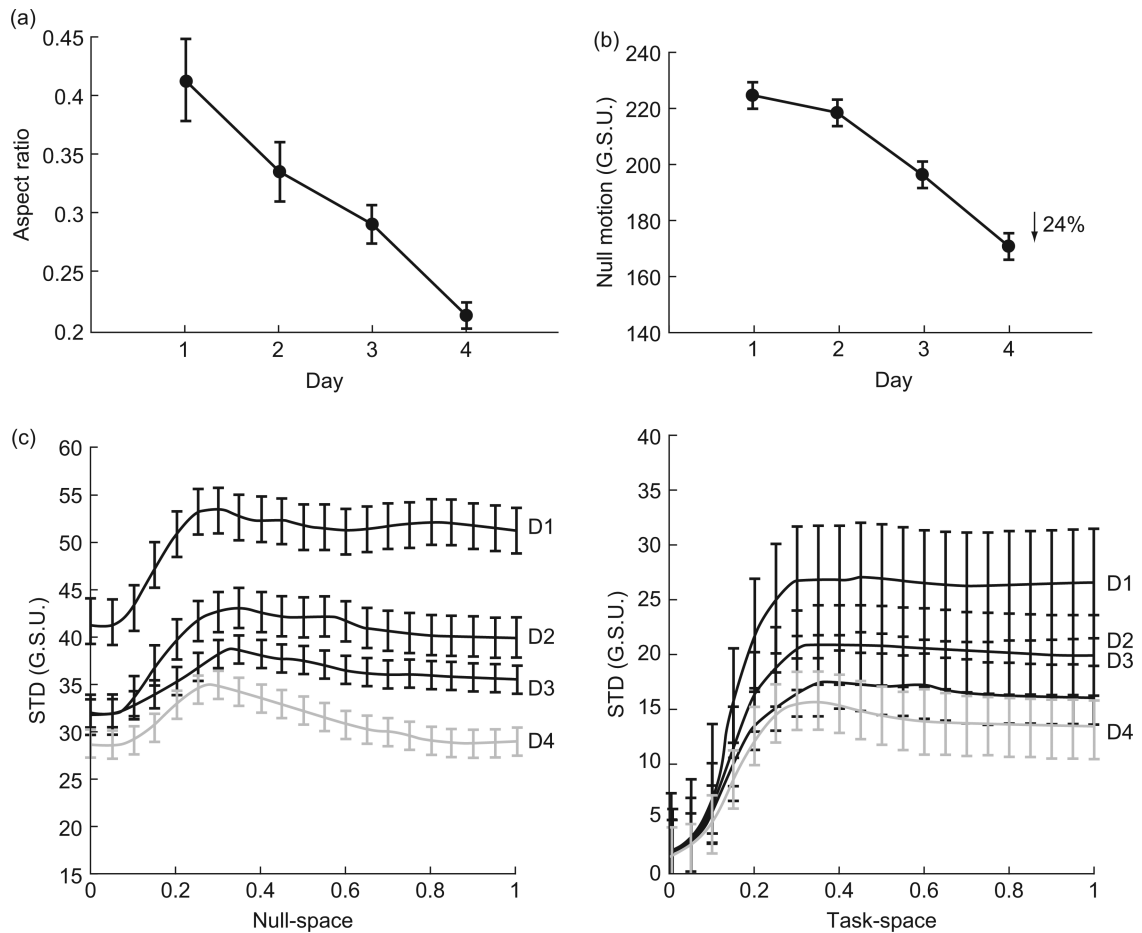 (a)
0.45
0.4
0.35
0.3
0.25
0.2
Aspect ratio
1 2 3 4
Day
(b)
240
220
200
180
160
140
Null motion (G.S.U.)
24%
1 2 3 4
Day
(c)
60
55
50
45
40
35
30
25
20
15
STD (G.S.U.)
D1
D2
D3
D4
0 0.2 0.4 0.6 0.8 1
Null-space
40
35
30
25
20
15
10
5
0
STD (G.S.U.)
D1
D2
D3
D4
0 0.2 0.4 0.6 0.8 1
Task-space